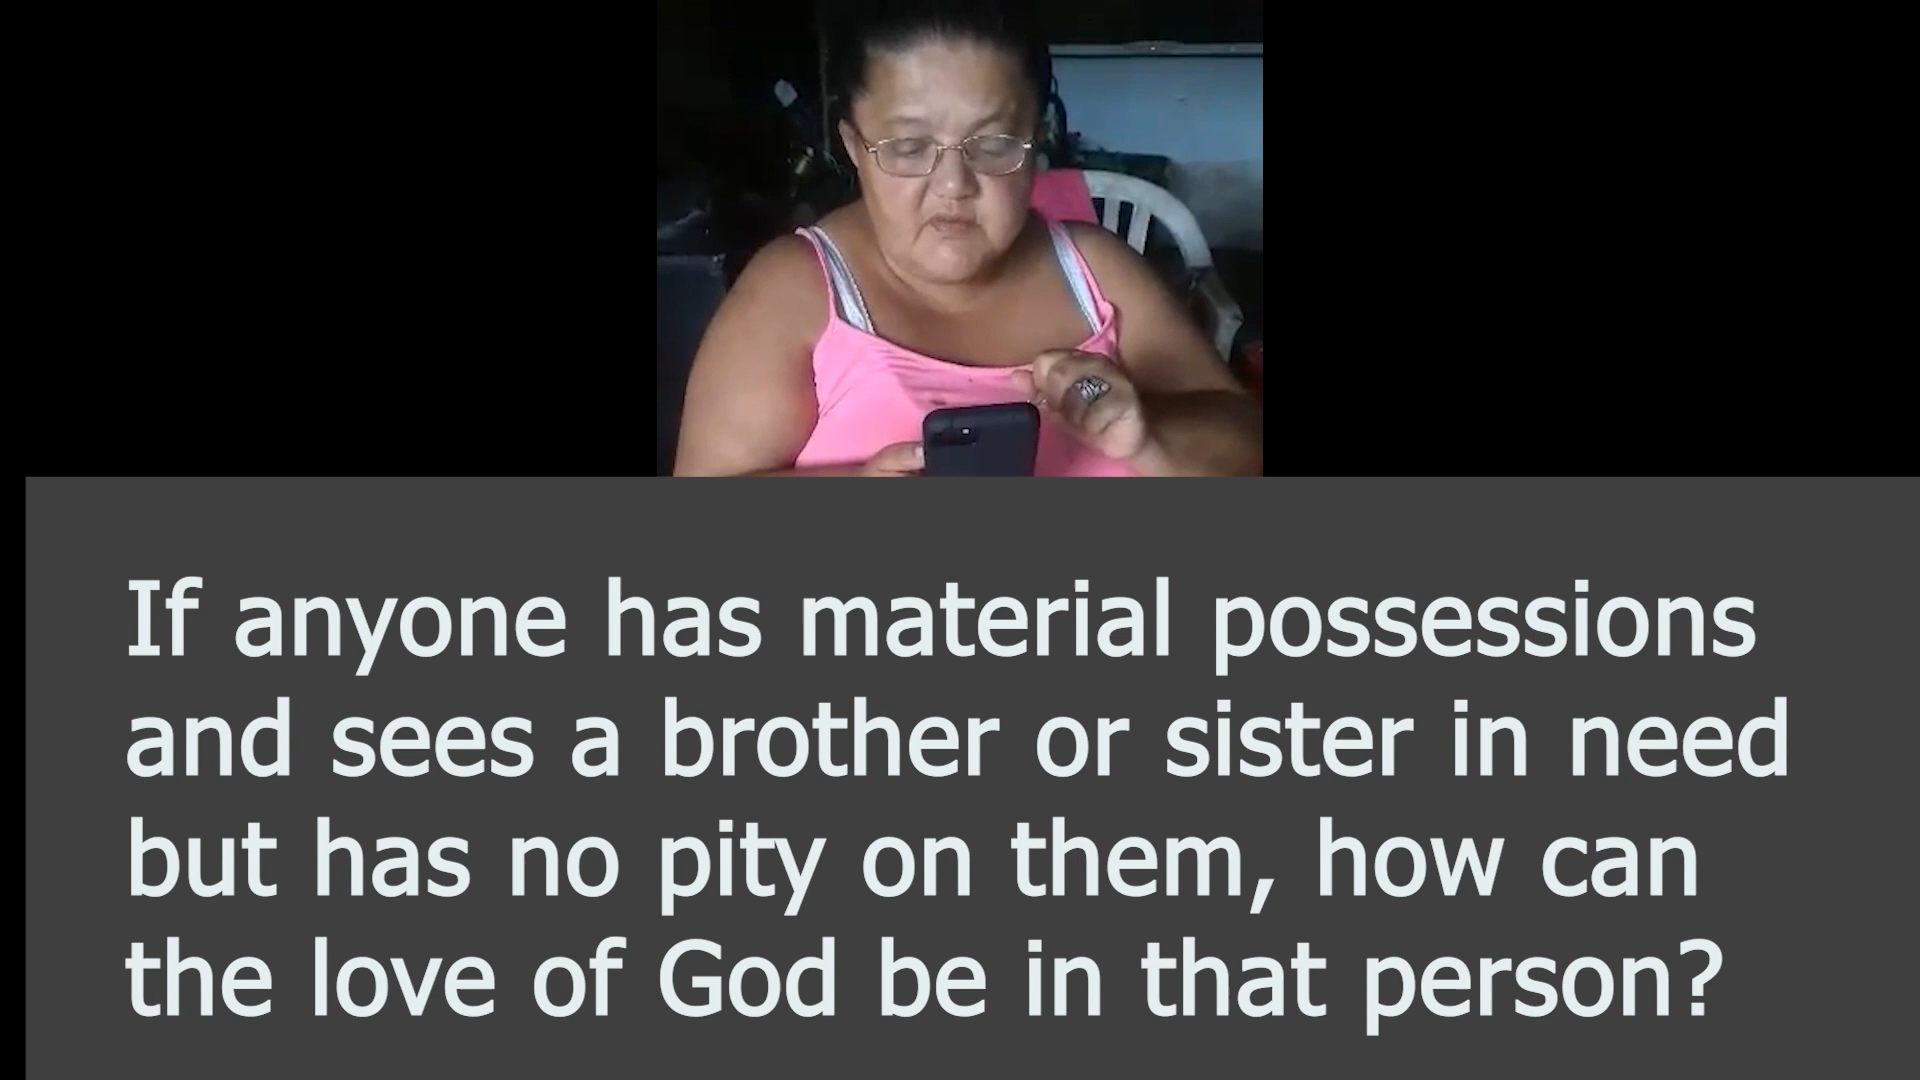 If anyone has material possessions
and sees a brother or sister in need
but has no pity on them, how can
the love of God be in that person?